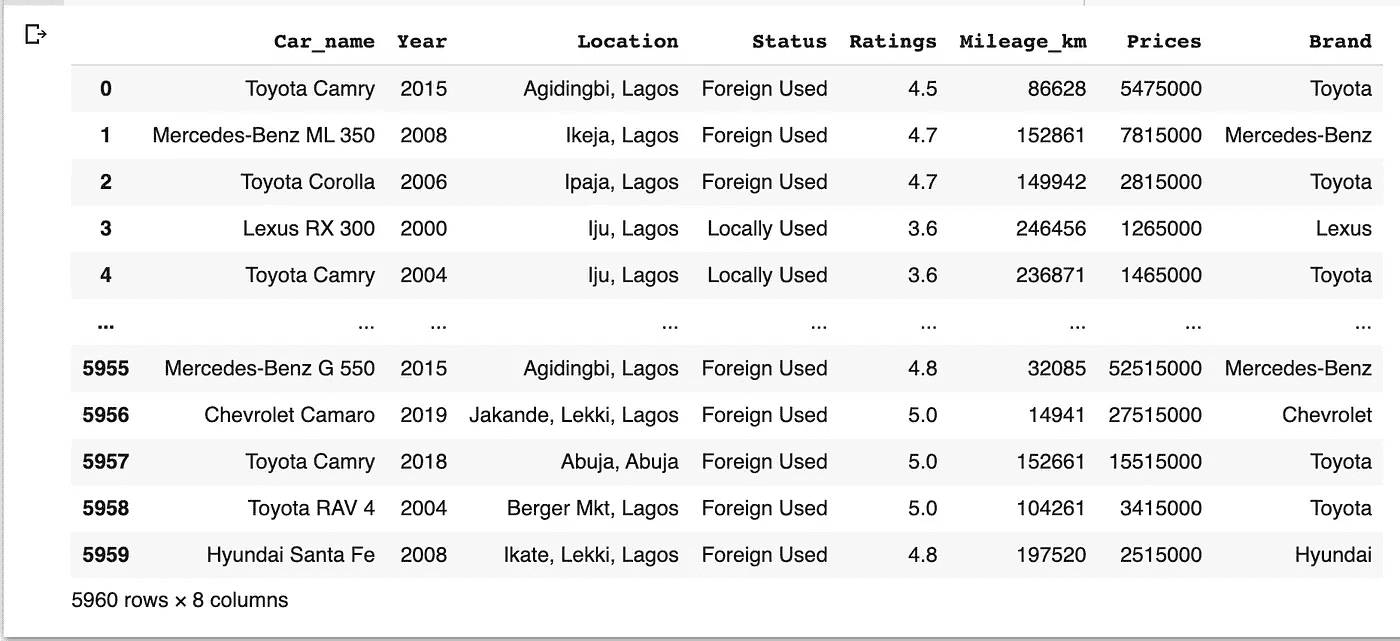 Car_name Year Location Status Ratings Mileage_km Prices Brand
0 Toyota Camry 2015 Agidingbi, Lagos Foreign Used 4.5 86628 5475000 Toyota
1 Mercedes-Benz ML 350 2008 Ikeja, Lagos Foreign Used 4.7 152861 7815000 Mercedes-Benz
2 Toyota Corolla 2006 Ipaja, Lagos Foreign Used 4.7 149942 2815000 Toyota
3 Lexus RX 300 2000 Iju, Lagos Locally Used 3.6 246456 1265000 Lexus
4 Toyota Camry 2004 Iju, Lagos Locally Used 3.6 236871 1465000 Toyota
... ... ... ... ... ... ... ... ...
5955 Mercedes-Benz G 550 2015 Agidingbi, Lagos Foreign Used 4.8 32085 52515000 Mercedes-Benz
5956 Chevrolet Camaro 2019 Jakande, Lekki, Lagos Foreign Used 5.0 14941 27515000 Chevrolet
5957 Toyota Camry 2018 Abuja, Abuja Foreign Used 5.0 152661 15515000 Toyota
5958 Toyota RAV 4 2004 Berger Mkt, Lagos Foreign Used 5.0 104261 3415000 Toyota
5959 Hyundai Santa Fe 2008 Ikate, Lekki, Lagos Foreign Used 4.8 197520 2515000 Hyundai
5960 rows × 8 columns